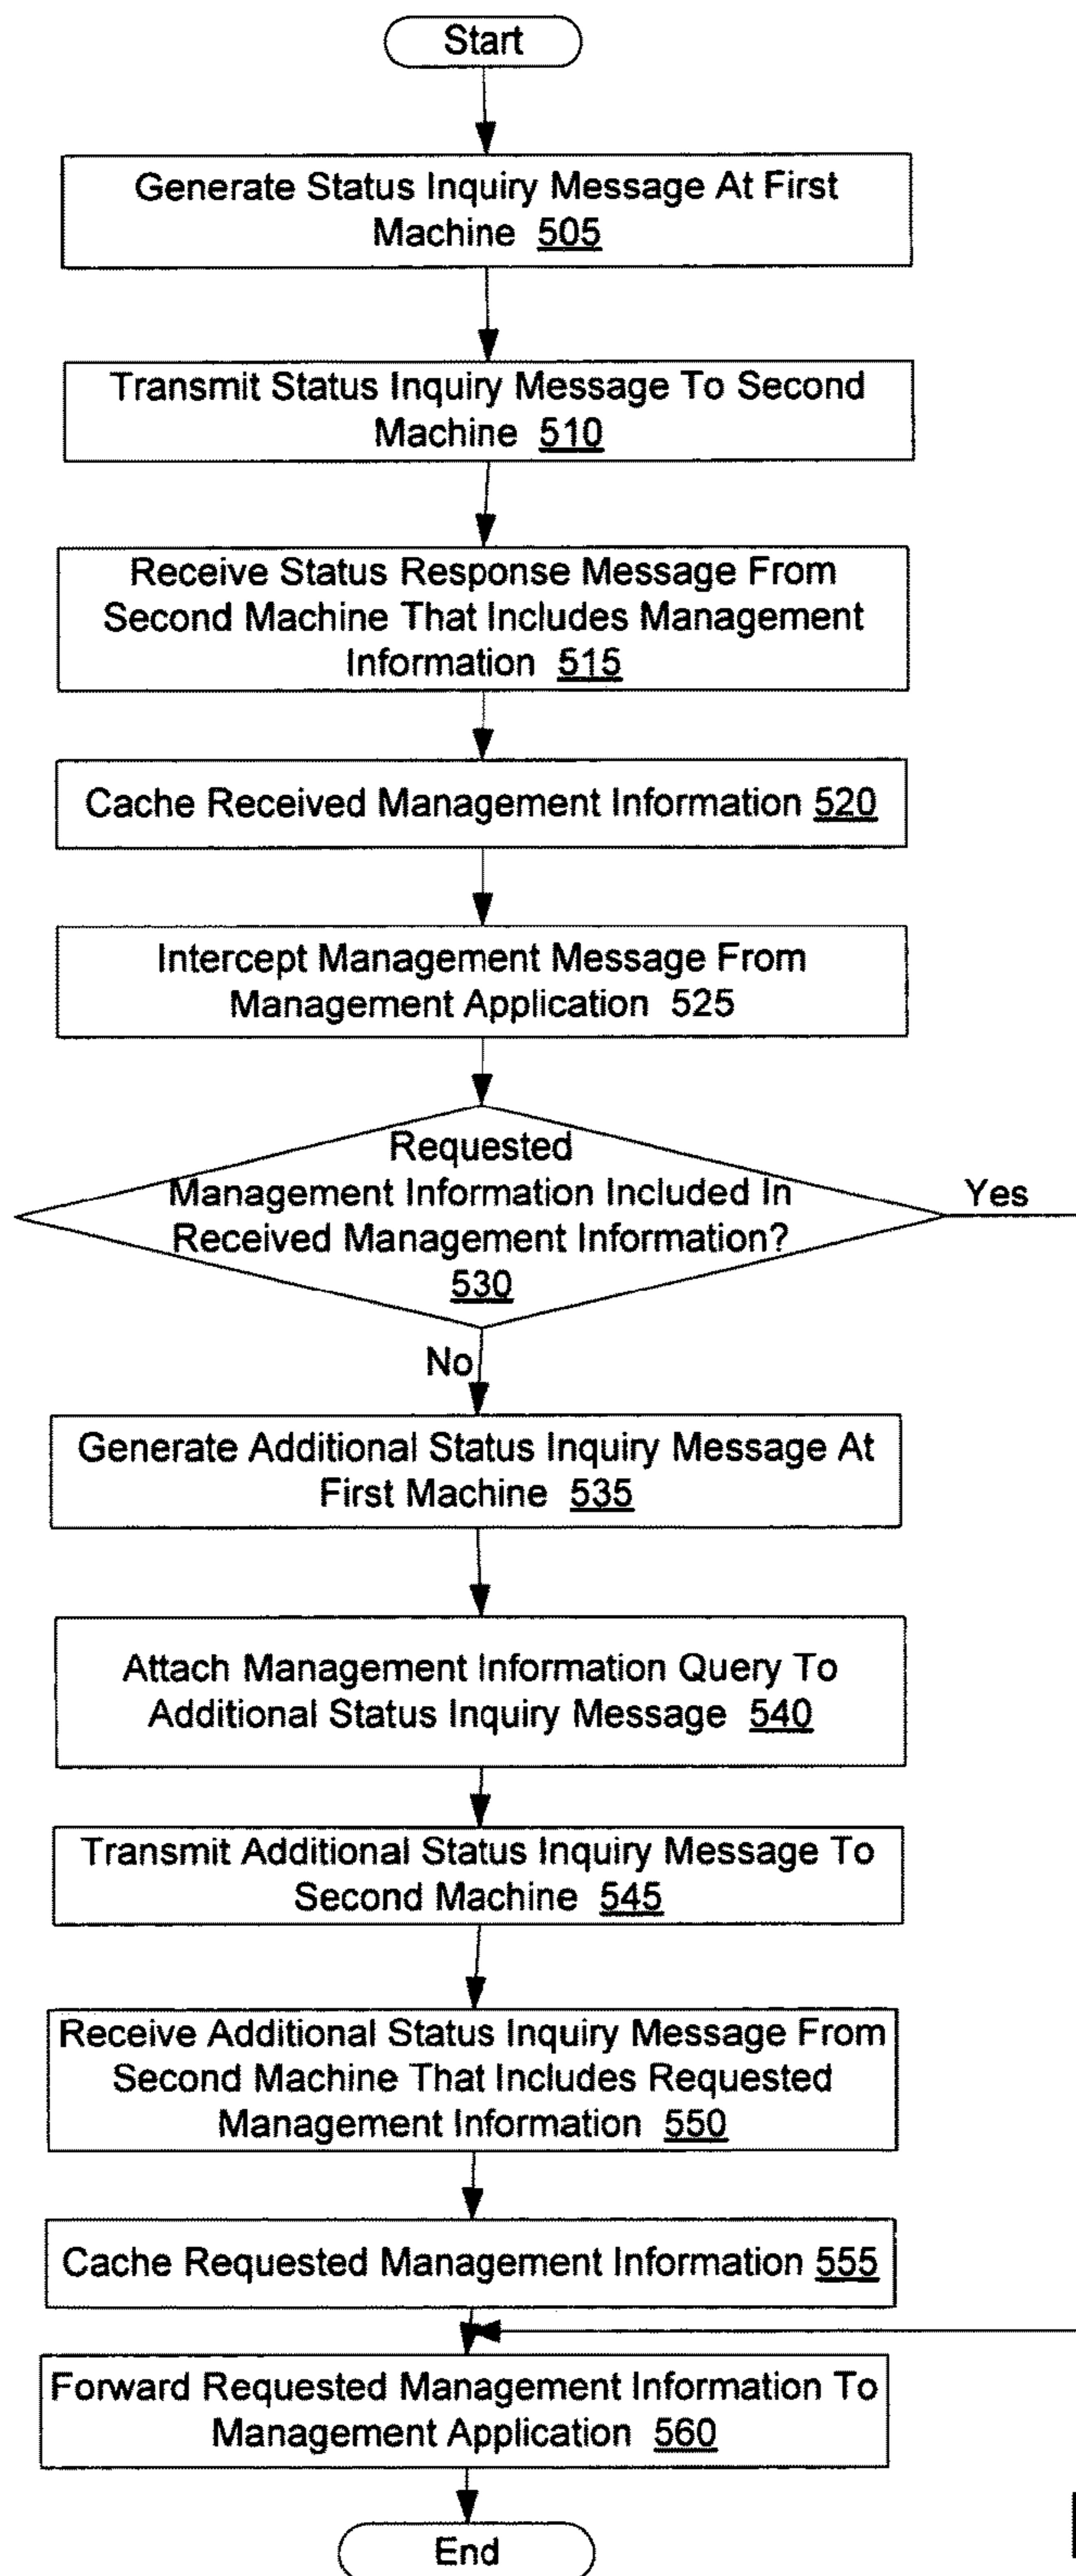 Start
Generate Status Inquiry Message At First
Machine 505
Transmit Status Inquiry Message To Second
Machine 510
Receive Status Response Message From
Second Machine That Includes Management
Information 515
Cache Received Management Information 520
Intercept Management Message From
Management Application 525
Requested
Management Information Included In
Received Management Information?
530
Yes
No
Generate Additional Status Inquiry Message At
First Machine 535
Attach Management Information Query To
Additional Status Inquiry Message 540
Transmit Additional Status Inquiry Message To
Second Machine 545
Receive Additional Status Inquiry Message From
Second Machine That Includes Requested
Management Information 550
Cache Requested Management Information 555
Forward Requested Management Information To
Management Application 560
End